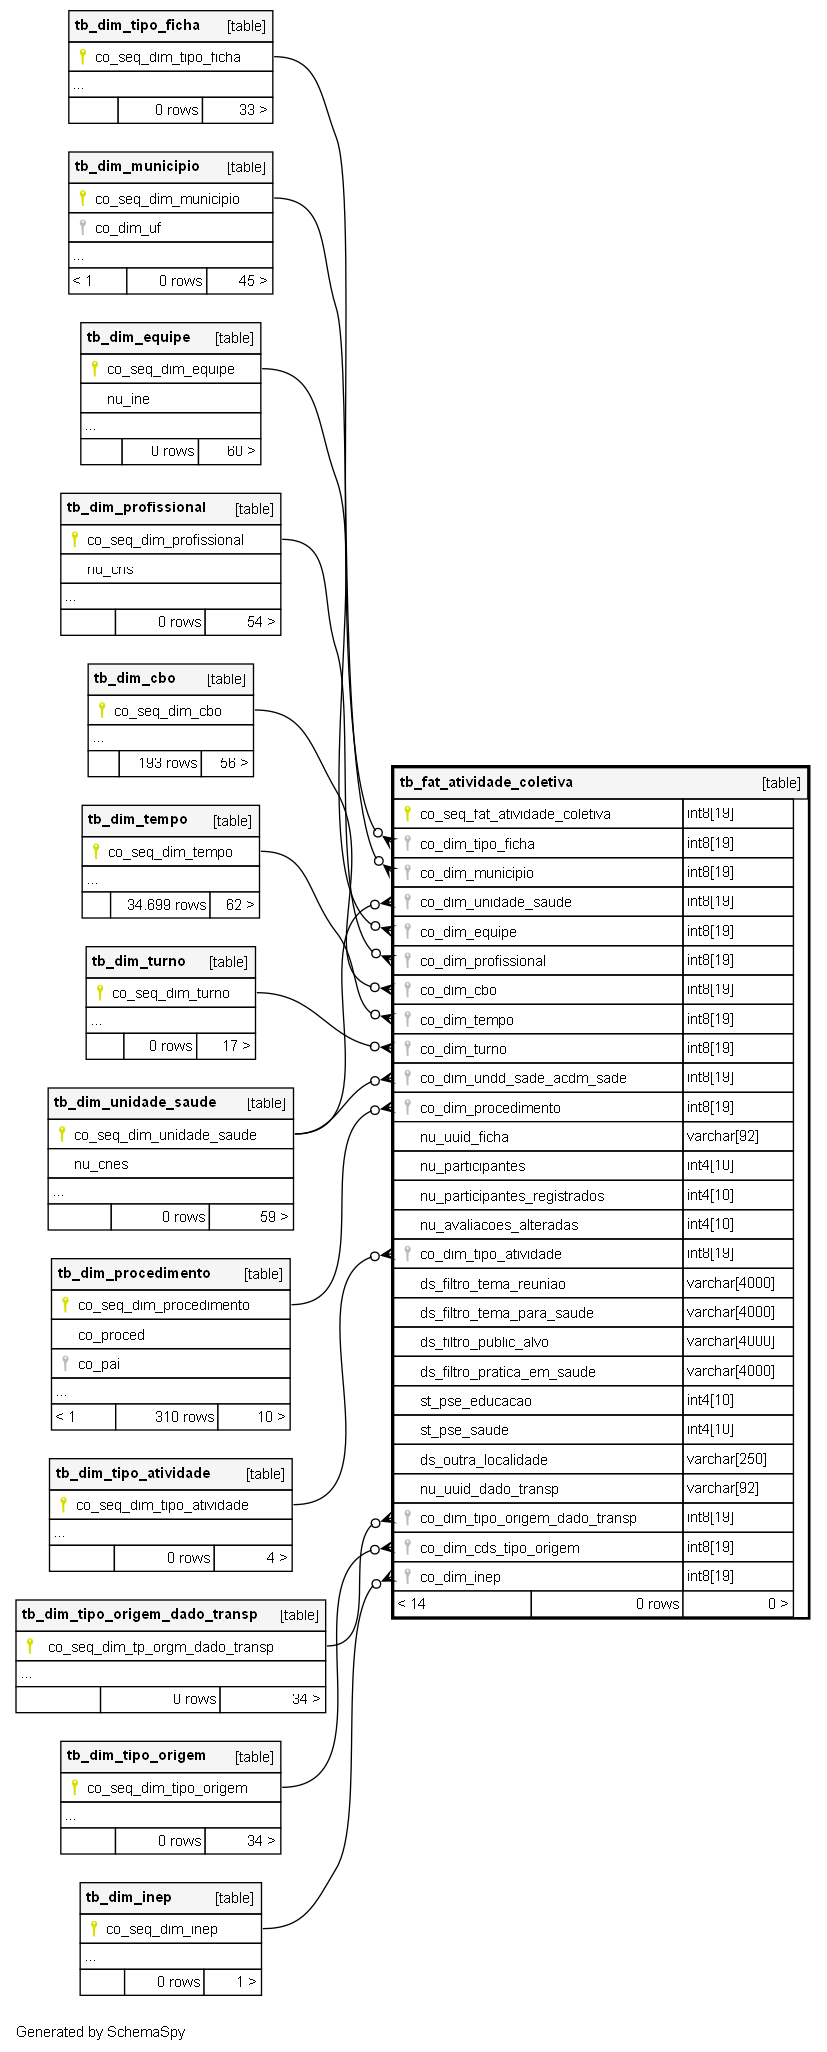 tb_dim_tipo_ficha [table]
co_seq_dim_tipo_ficha
...
0 rows 33 >
tb_dim_municipio [table]
co_seq_dim_municipio
co_dim_uf
...
< 1 0 rows 45 >
tb_dim_equipe [table]
co_seq_dim_equipe
nu_ine
...
0 rows 60 >
tb_dim_profissional [table]
co_seq_dim_profissional
nu_cns
...
0 rows 54 >
tb_dim_cbo [table]
co_seq_dim_cbo
...
193 rows 56 >
tb_dim_tempo [table]
co_seq_dim_tempo
...
34.699 rows 62 >
tb_dim_turno [table]
co_seq_dim_turno
...
0 rows 17 >
tb_dim_unidade_saude [table]
co_seq_dim_unidade_saude
nu_cnes
...
0 rows 59 >
tb_dim_procedimento [table]
co_seq_dim_procedimento
co_proced
co_pai
...
< 1 310 rows 10 >
tb_dim_tipo_atividade [table]
co_seq_dim_tipo_atividade
...
0 rows 4 >
tb_dim_tipo_origem_dado_transp [table]
co_seq_dim_tp_orgm_dado_transp
...
0 rows 34 >
tb_dim_tipo_origem [table]
co_seq_dim_tipo_origem
...
0 rows 34 >
tb_dim_inep [table]
co_seq_dim_inep
...
0 rows 1 >
tb_fat_atividade_coletiva [table]
co_seq_fat_atividade_coletiva int8[19]
co_dim_tipo_ficha int8[19]
co_dim_municipio int8[19]
co_dim_unidade_saude int8[19]
co_dim_equipe int8[19]
co_dim_profissional int8[19]
co_dim_cbo int8[19]
co_dim_tempo int8[19]
co_dim_turno int8[19]
co_dim_undd_sade_acdm_sade int8[19]
co_dim_procedimento int8[19]
nu_uuid_ficha varchar[92]
nu_participantes int4[10]
nu_participantes_registrados int4[10]
nu_avaliacoes_alteradas int4[10]
co_dim_tipo_atividade int8[19]
ds_filtro_tema_reuniao varchar[4000]
ds_filtro_tema_para_saude varchar[4000]
ds_filtro_public_alvo varchar[4000]
ds_filtro_pratica_em_saude varchar[4000]
st_pse_educacao int4[10]
st_pse_saude int4[10]
ds_outra_localidade varchar[250]
nu_uuid_dado_transp varchar[92]
co_dim_tipo_origem_dado_transp int8[19]
co_dim_cds_tipo_origem int8[19]
co_dim_inep int8[19]
< 14 0 rows 0 >
Generated by SchemaSpy